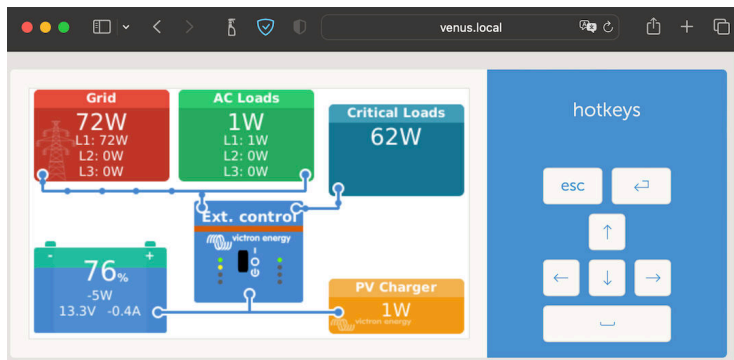 venus.local
Grid
72W
L1: 72W
L2: 0W
L3: 0W
AC Loads
1W
L1: 1W
L2: 0W
L3: 0W
Critical Loads
62W
Ext. control
victron energy
I
O
- +
76%
-5W
13.3V -0.4A
PV Charger
1W
victron energy
hotkeys
esc